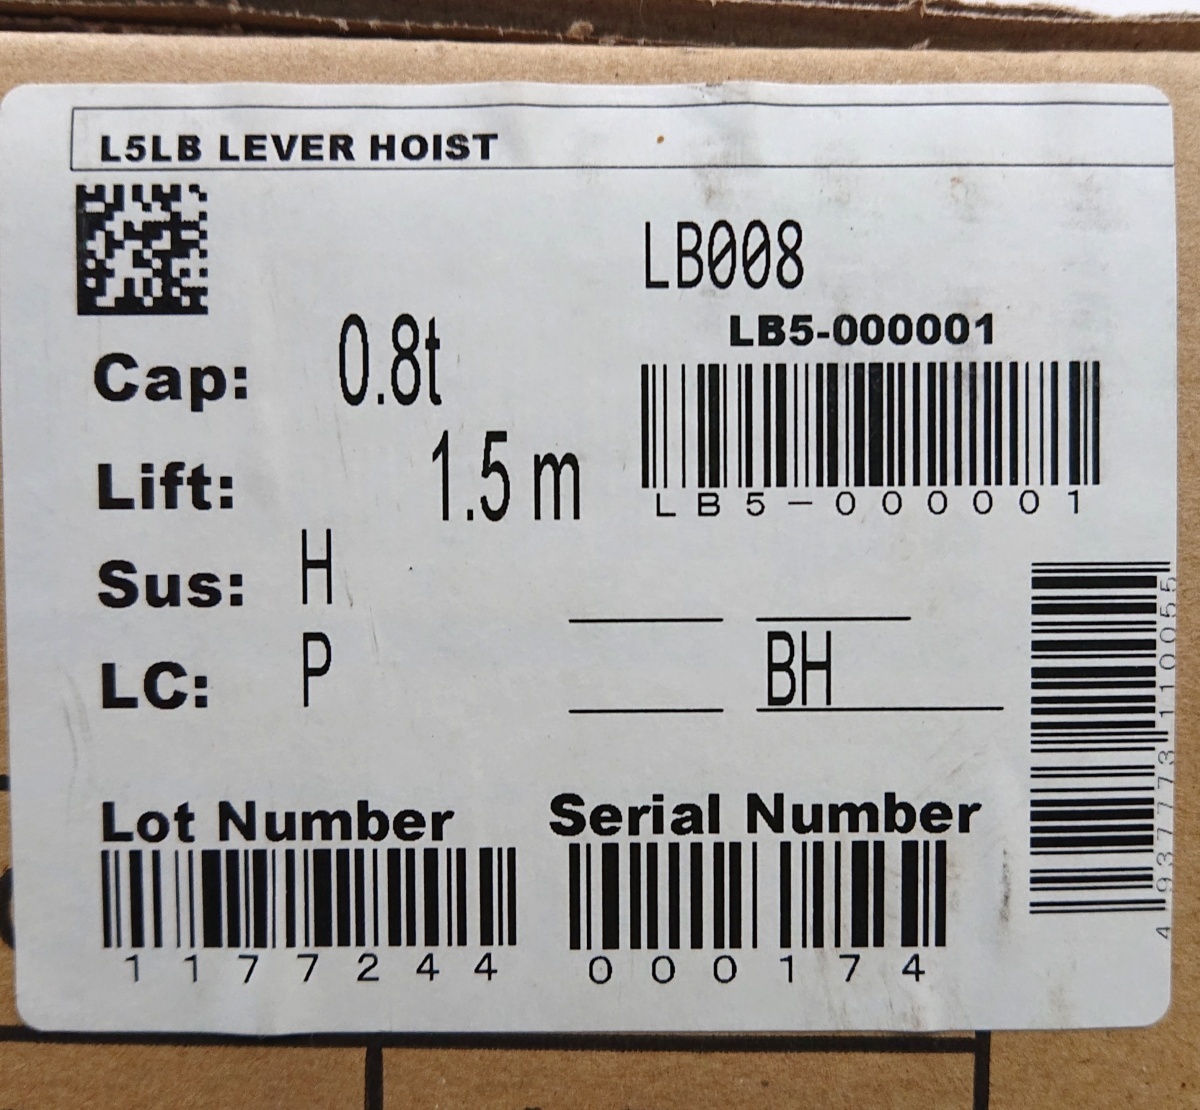 L5LB LEVER HOIST
LB008
LB5-000001
Cap: 0.8t
LB5-000001
Lift: 1.5 m
Sus: H
LC: P BH
4937773110055
Lot Number Serial Number
1177244 000174